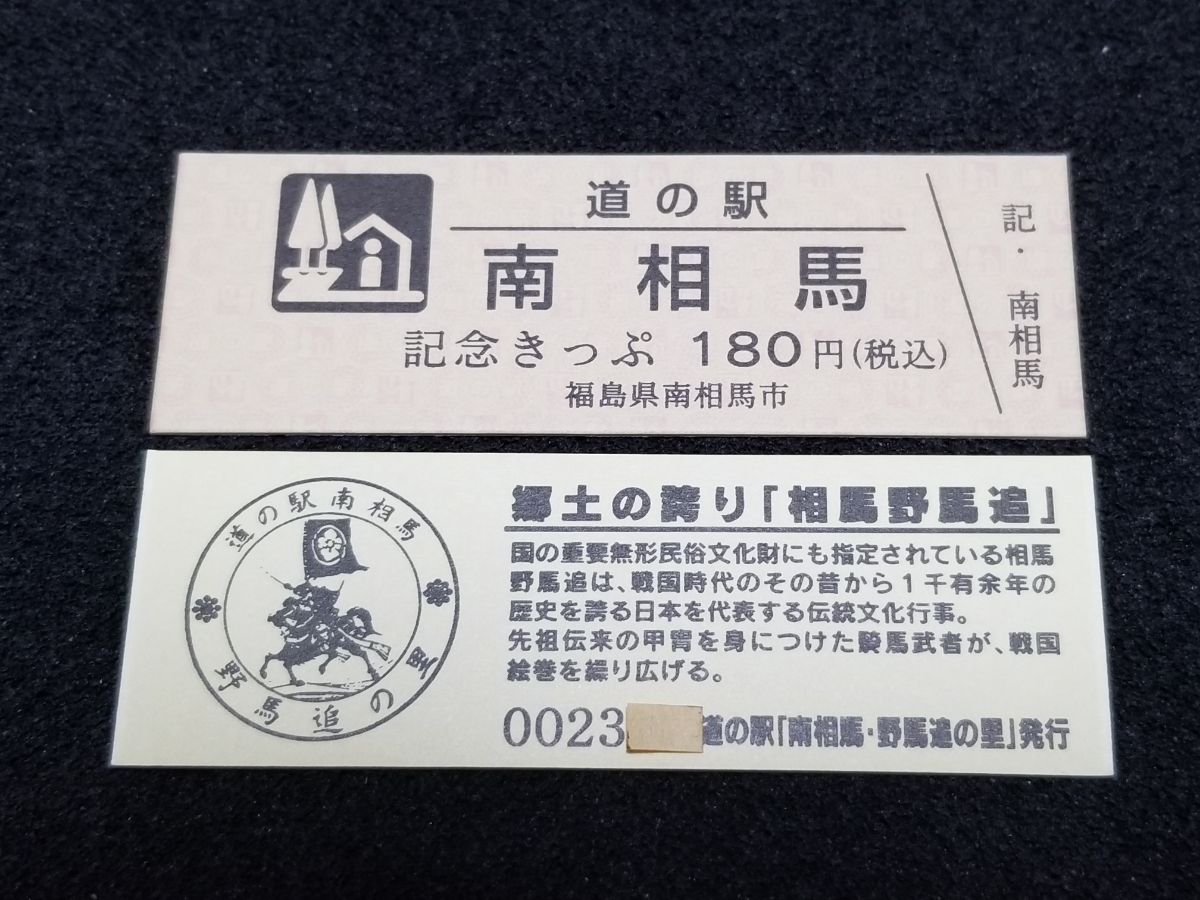 道の駅
南相馬
記念きっぷ 180円(税込)
福島県南相馬市
記・南相馬
道の駅南相馬
野馬追の里
郷土の誇り「相馬野馬追」
国の重要無形民俗文化財にも指定されている相馬
野馬追は、戦国時代のその昔から1千有余年の
歴史を誇る日本を代表する伝統文化行事。
先祖伝来の甲冑を身につけた騎馬武者が、戦国
絵巻を繰り広げる。
0023 道の駅「南相馬・野馬追の里」発行